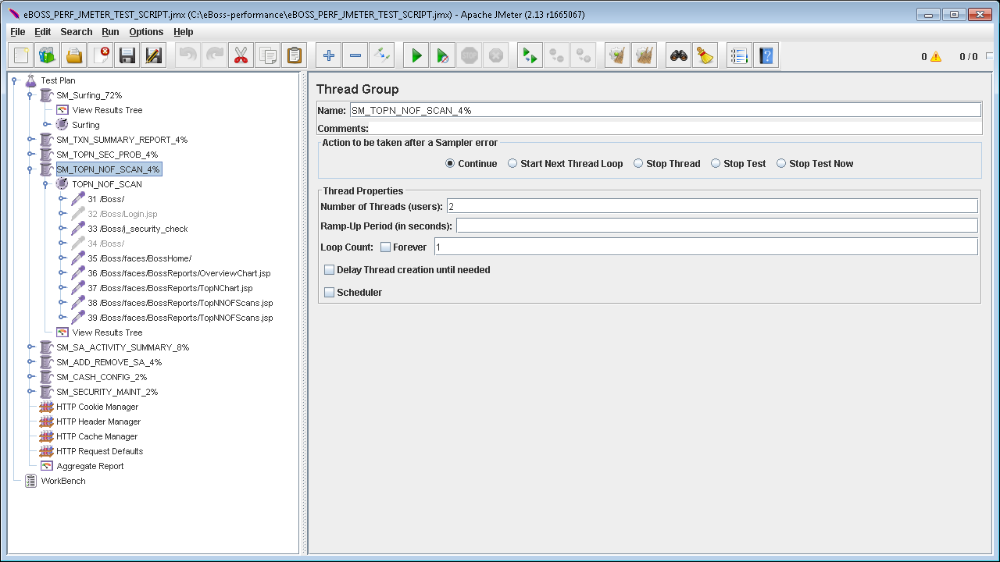 eBOSS_PERF_JMETER_TEST_SCRIPT.jmx (C:\eBoss-performance\eBOSS_PERF_JMETER_TEST_SCRIPT.jmx) - Apache JMeter (2.13 r1665067)
File Edit Search Run Options Help
0 0 / 0
Test Plan
SM_Surfing_72%
View Results Tree
Surfing
SM_TXN_SUMMARY_REPORT_4%
SM_TOPN_SEC_PROB_4%
SM_TOPN_NOF_SCAN_4%
TOPN_NOF_SCAN
31 /Boss/
32 /Boss/Login.jsp
33 /Boss/j_security_check
34 /Boss/
35 /Boss/faces/BossHome/
36 /Boss/faces/BossReports/OverviewChart.jsp
37 /Boss/faces/BossReports/TopNChart.jsp
38 /Boss/faces/BossReports/TopNNOFScans.jsp
39 /Boss/faces/BossReports/TopNNOFScans.jsp
View Results Tree
SM_SA_ACTIVITY_SUMMARY_8%
SM_ADD_REMOVE_SA_4%
SM_CASH_CONFIG_2%
SM_SECURITY_MAINT_2%
HTTP Cookie Manager
HTTP Header Manager
HTTP Cache Manager
HTTP Request Defaults
Aggregate Report
WorkBench
Thread Group
Name: SM_TOPN_NOF_SCAN_4%
Comments:
Action to be taken after a Sampler error
Continue Start Next Thread Loop Stop Thread Stop Test Stop Test Now
Thread Properties
Number of Threads (users): 2
Ramp-Up Period (in seconds):
Loop Count: Forever 1
Delay Thread creation until needed
Scheduler